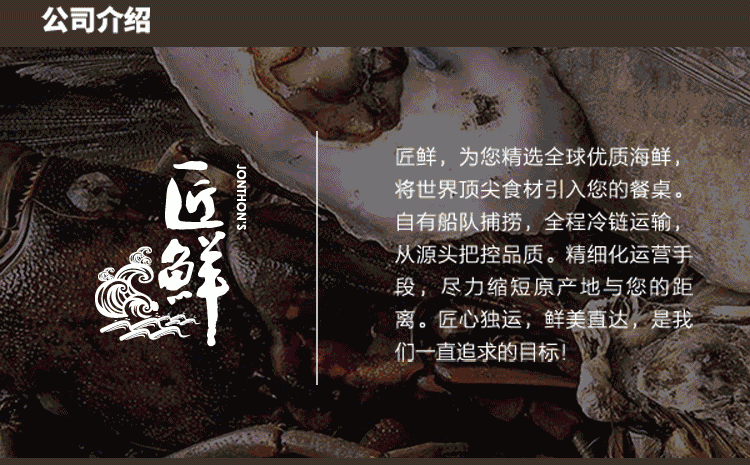 公司介绍
匠鲜
JONTHON'S
匠鲜，为您精选全球优质海鲜，
将世界顶尖食材引入您的餐桌。
自有船队捕捞，全程冷链运输，
从源头把控品质。精细化运营手
段，尽力缩短原产地与您的距
离。匠心独运，鲜美直达，是我
们一直追求的目标！